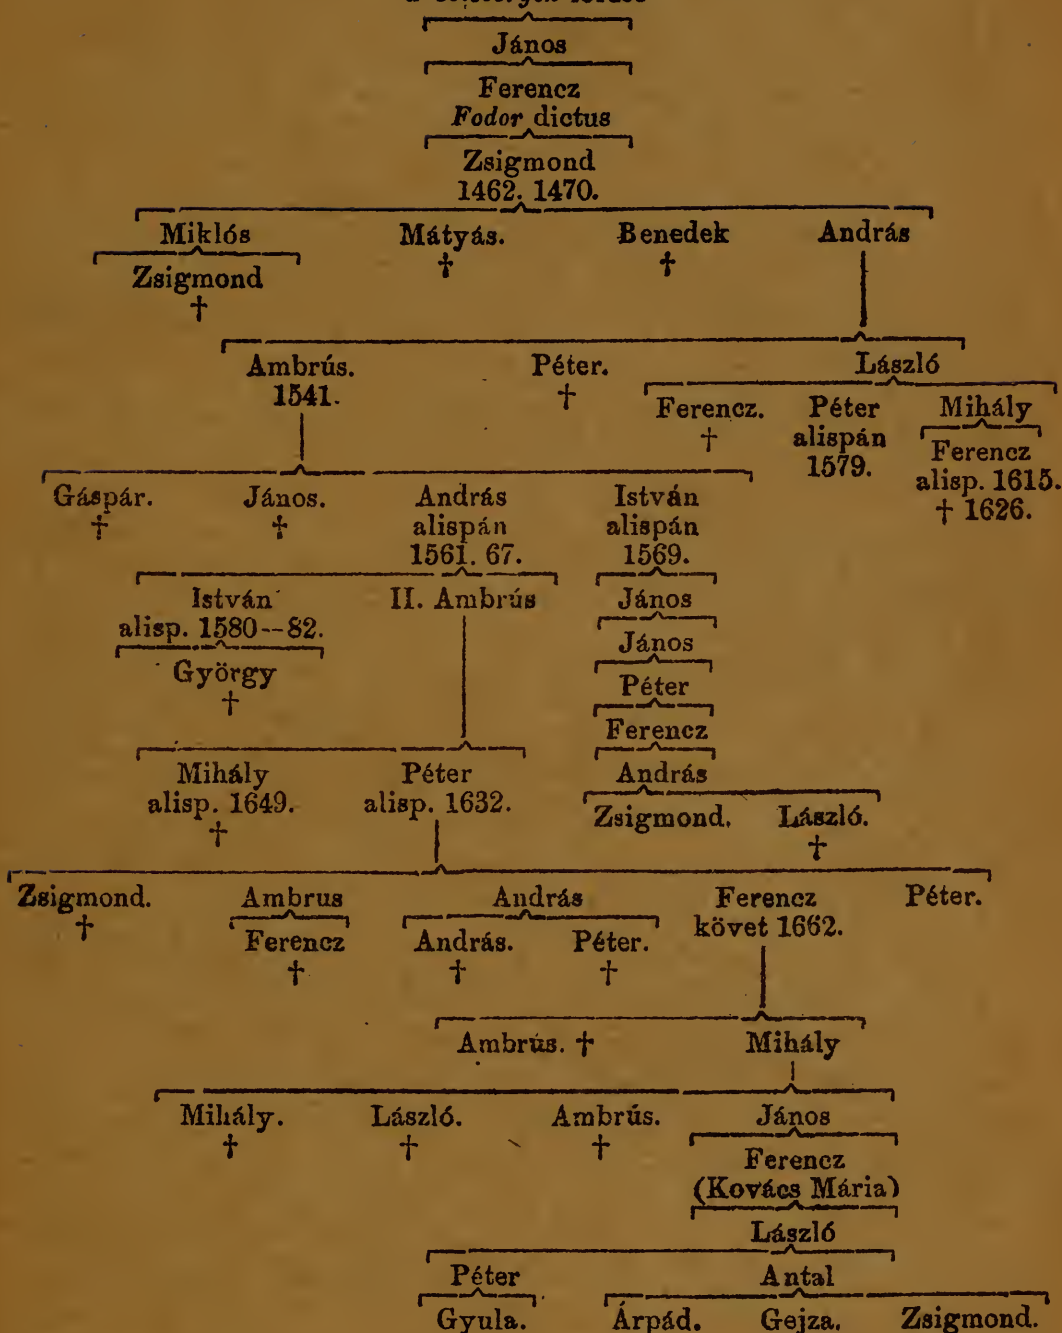 János
Ferencz
Fodor dictus
Zsigmond
1462. 1470.
Miklós Mátyás. Benedek András
† †
Zsigmond
†
Ambrús. Péter. László
1541. †
Ferencz. Péter Mihály
† alispán
1579.
Ferencz
alisp. 1615.
† 1626.
Gáspár. János. András István
† † alispán alispán
1561. 67. 1569.
István II. Ambrús János
alisp. 1580--82.
János
György
†
Péter
Ferencz
Mihály Péter András
alisp. 1649. alisp. 1632.
†
Zsigmond. László.
†
Zsigmond. Ambrus András Ferencz Péter.
† követ 1662.
Ferencz András. Péter.
† † †
Ambrús. † Mihály
Mihály. László. Ambrús. János
† † †
Ferencz
(Kovács Mária)
László
Péter Antal
Gyula. Árpád. Gejza. Zsigmond.